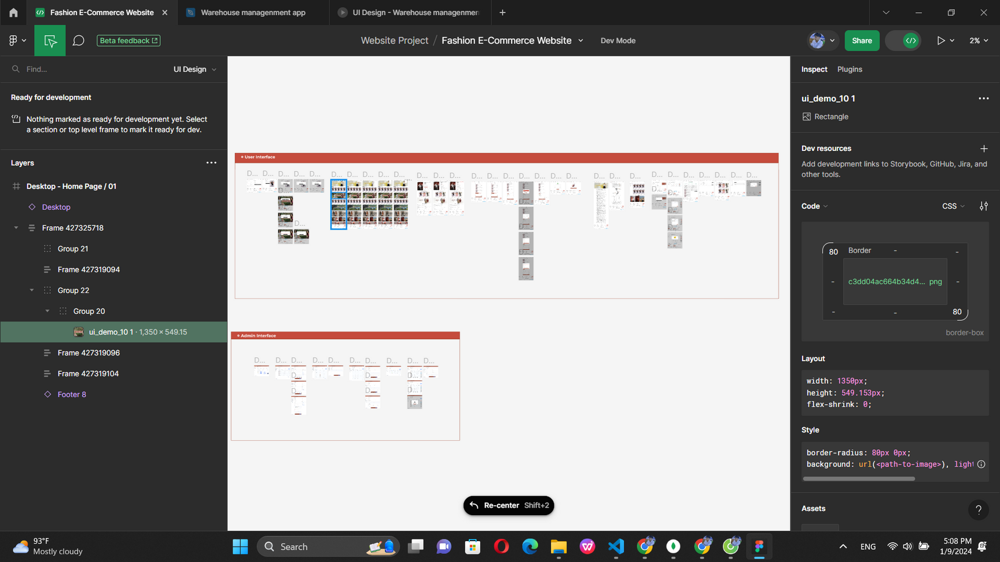 Fashion E-Commerce Website
Warehouse managenment app
UI Design - Warehouse managenmen
Beta feedback
Website Project / Fashion E-Commerce Website
Dev Mode
Share
2%
Find...
UI Design
Ready for development
Nothing marked as ready for development yet. Select
a section or top level frame to mark it ready for dev.
Layers
Desktop - Home Page / 01
Desktop
Frame 427325718
Group 21
Frame 427319094
Group 22
Group 20
ui_demo_10 1 · 1,350 × 549.15
Frame 427319096
Frame 427319104
Footer 8
User Interface
D... D... D... D... D... D... D... D... D... D... D... D... D... D... D... D... D... D... D... D... D... D... D... D... D... D... D... D... D... D...
D...
Admin Interface
D... D... D... D... D... D... D... D... D... D...
Re-center Shift+2
Inspect
Plugins
ui_demo_10 1
Rectangle
Dev resources
Add development links to Storybook, GitHub, Jira, and
other tools.
Code
CSS
80 Border - -
- c3dd04ac664b34d4... png -
- - 80
border-box
Layout
width: 1350px;
height: 549.153px;
flex-shrink: 0;
Style
border-radius: 80px 0px;
background: url(<path-to-image>), light
Assets
?
93°F
Mostly cloudy
Search
ENG
5:08 PM
1/9/2024